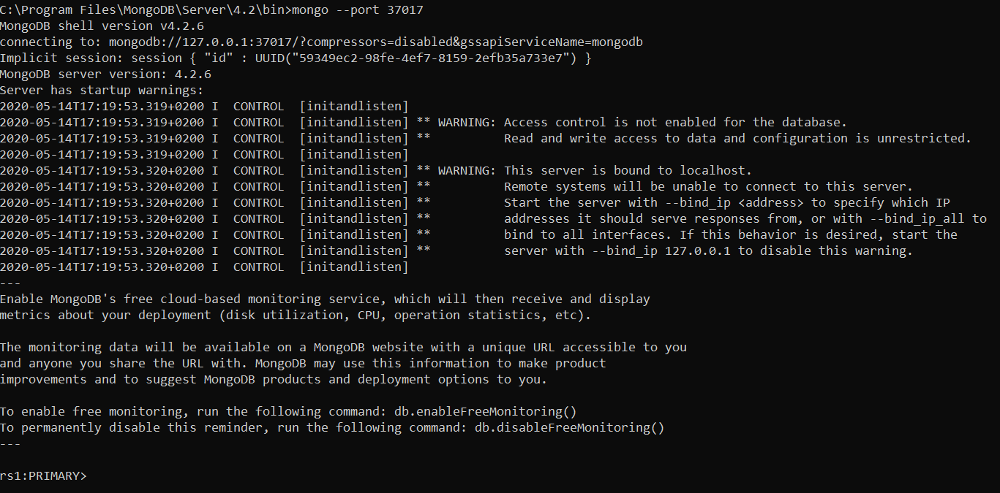 C:\Program Files\MongoDB\Server\4.2\bin>mongo --port 37017
MongoDB shell version v4.2.6
connecting to: mongodb://127.0.0.1:37017/?compressors=disabled&gssapiServiceName=mongodb
Implicit session: session { "id" : UUID("59349ec2-98fe-4ef7-8159-2efb35a733e7") }
MongoDB server version: 4.2.6
Server has startup warnings:
2020-05-14T17:19:53.319+0200 I  CONTROL  [initandlisten]
2020-05-14T17:19:53.319+0200 I  CONTROL  [initandlisten] ** WARNING: Access control is not enabled for the database.
2020-05-14T17:19:53.319+0200 I  CONTROL  [initandlisten] **          Read and write access to data and configuration is unrestricted.
2020-05-14T17:19:53.319+0200 I  CONTROL  [initandlisten]
2020-05-14T17:19:53.320+0200 I  CONTROL  [initandlisten] ** WARNING: This server is bound to localhost.
2020-05-14T17:19:53.320+0200 I  CONTROL  [initandlisten] **          Remote systems will be unable to connect to this server.
2020-05-14T17:19:53.320+0200 I  CONTROL  [initandlisten] **          Start the server with --bind_ip <address> to specify which IP
2020-05-14T17:19:53.320+0200 I  CONTROL  [initandlisten] **          addresses it should serve responses from, or with --bind_ip_all to
2020-05-14T17:19:53.320+0200 I  CONTROL  [initandlisten] **          bind to all interfaces. If this behavior is desired, start the
2020-05-14T17:19:53.320+0200 I  CONTROL  [initandlisten] **          server with --bind_ip 127.0.0.1 to disable this warning.
2020-05-14T17:19:53.320+0200 I  CONTROL  [initandlisten]
---
Enable MongoDB's free cloud-based monitoring service, which will then receive and display
metrics about your deployment (disk utilization, CPU, operation statistics, etc).

The monitoring data will be available on a MongoDB website with a unique URL accessible to you
and anyone you share the URL with. MongoDB may use this information to make product
improvements and to suggest MongoDB products and deployment options to you.

To enable free monitoring, run the following command: db.enableFreeMonitoring()
To permanently disable this reminder, run the following command: db.disableFreeMonitoring()
---

rs1:PRIMARY>